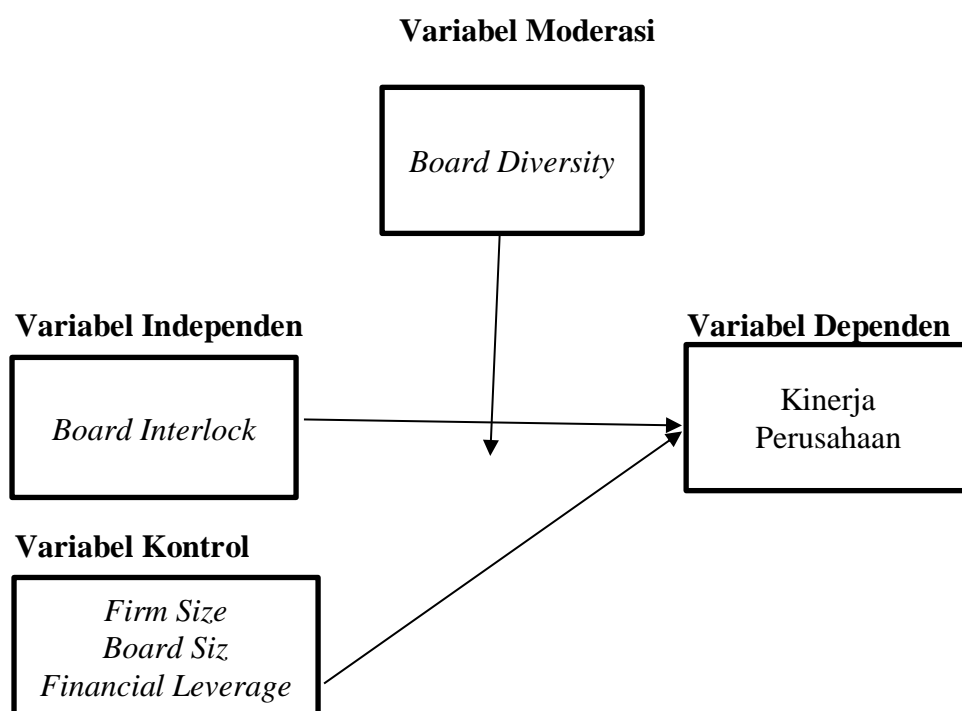 Variabel Moderasi
Board Diversity
Variabel Independen
Board Interlock
Variabel Dependen
Kinerja
Perusahaan
Variabel Kontrol
Firm Size
Board Siz
Financial Leverage